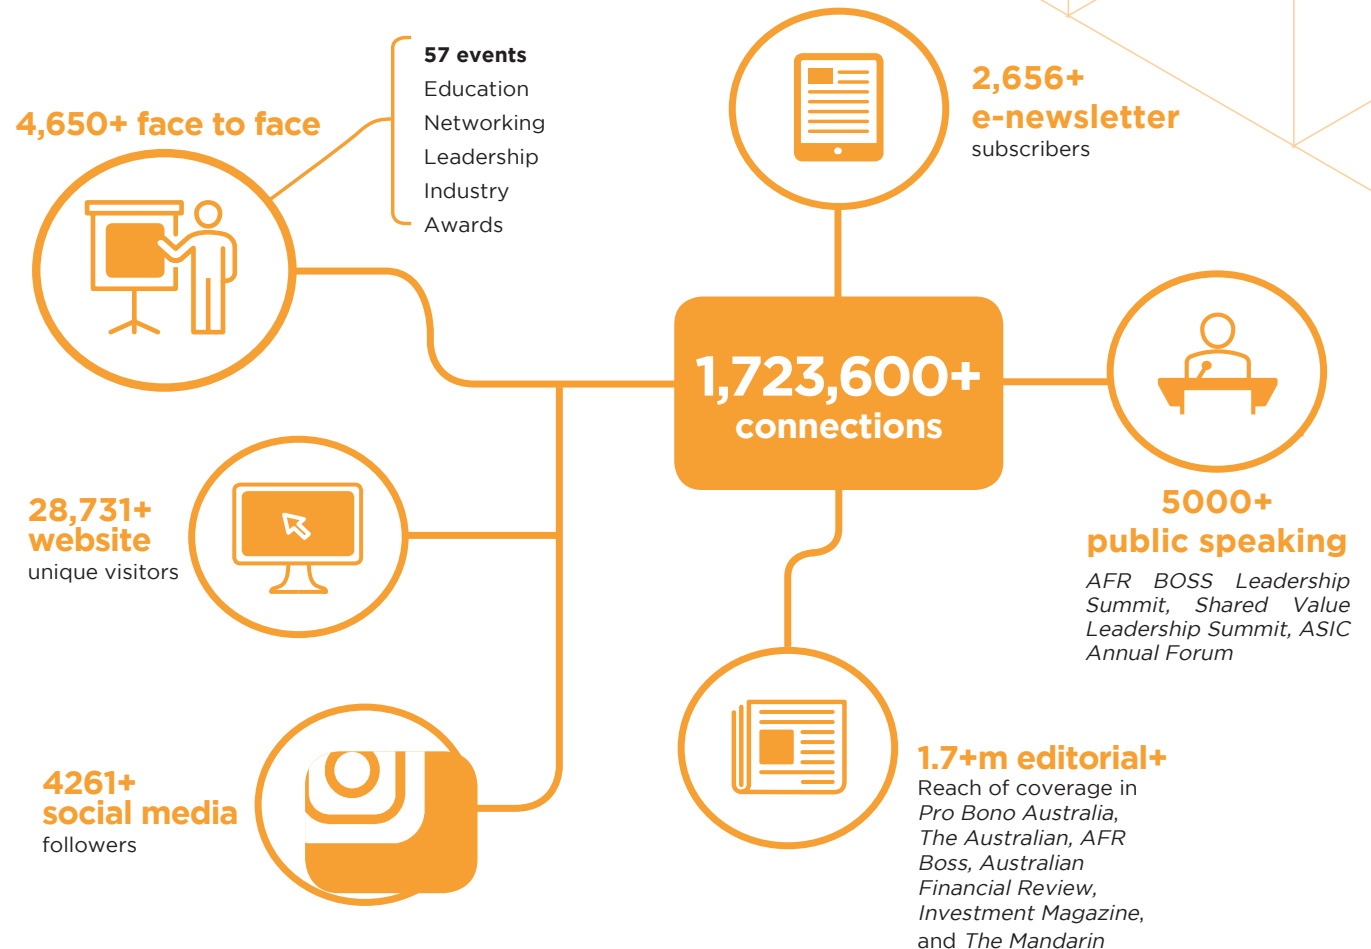 4,650+ face to face
57 events
Education
Networking
Leadership
Industry
Awards
2,656+
e-newsletter
subscribers
1,723,600+
connections
28,731+
website
unique visitors
5000+
public speaking
AFR BOSS Leadership
Summit, Shared Value
Leadership Summit, ASIC
Annual Forum
4261+
social media
followers
1.7+m editorial+
Reach of coverage in
Pro Bono Australia,
The Australian, AFR
Boss, Australian
Financial Review,
Investment Magazine,
and The Mandarin